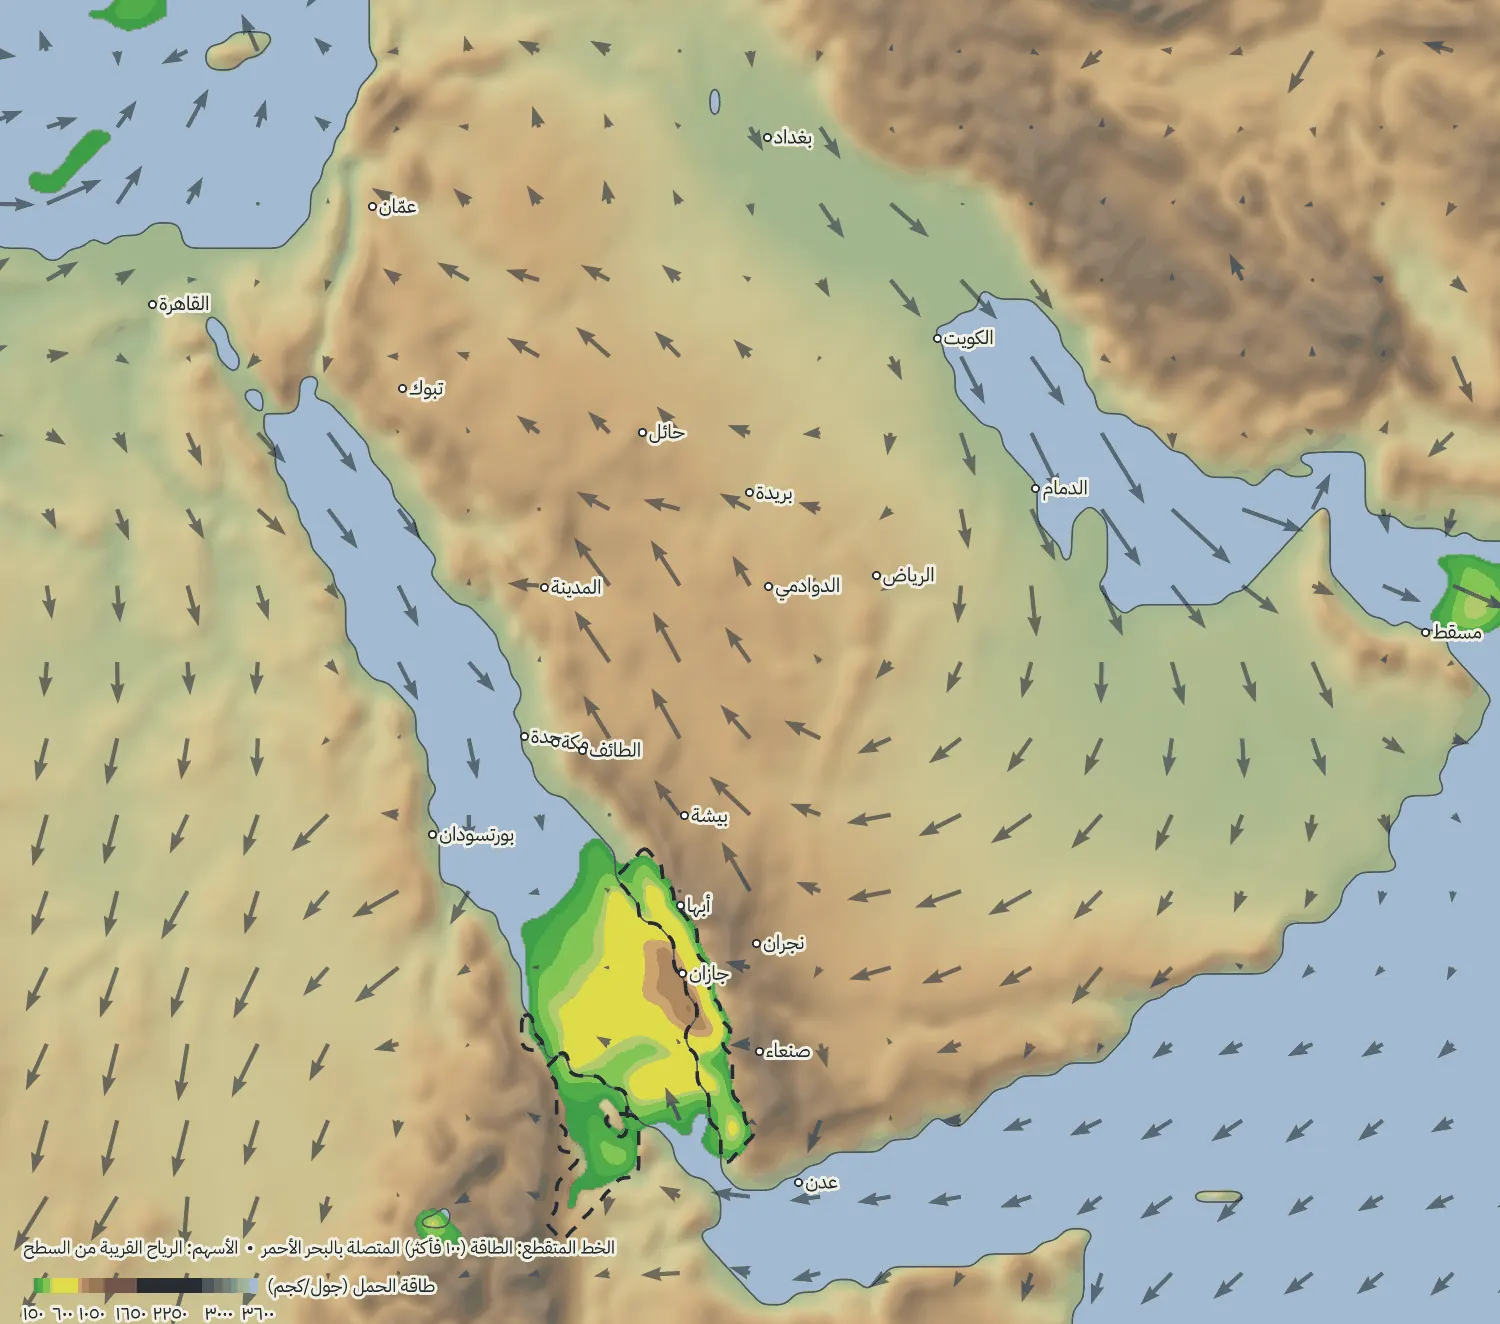 بغداد
عمّان
القاهرة
الكويت
تبوك
حائل
الدمام
بريدة
الرياض
الدوادمي
المدينة
مسقط
جدة
مكة
الطائف
بيشة
بورتسودان
أبها
نجران
جازان
صنعاء
عدن
الخط المتقطع: الطاقة (١٠٠ فأكثر) المتصلة بالبحر الأحمر • الأسهم: الرياح القريبة من السطح
طاقة الحمل (جول/كجم)
١٥٠ ٦٠٠ ١٠٥٠ ١٦٥٠ ٢٢٥٠ ٣٠٠٠ ٣٦٠٠